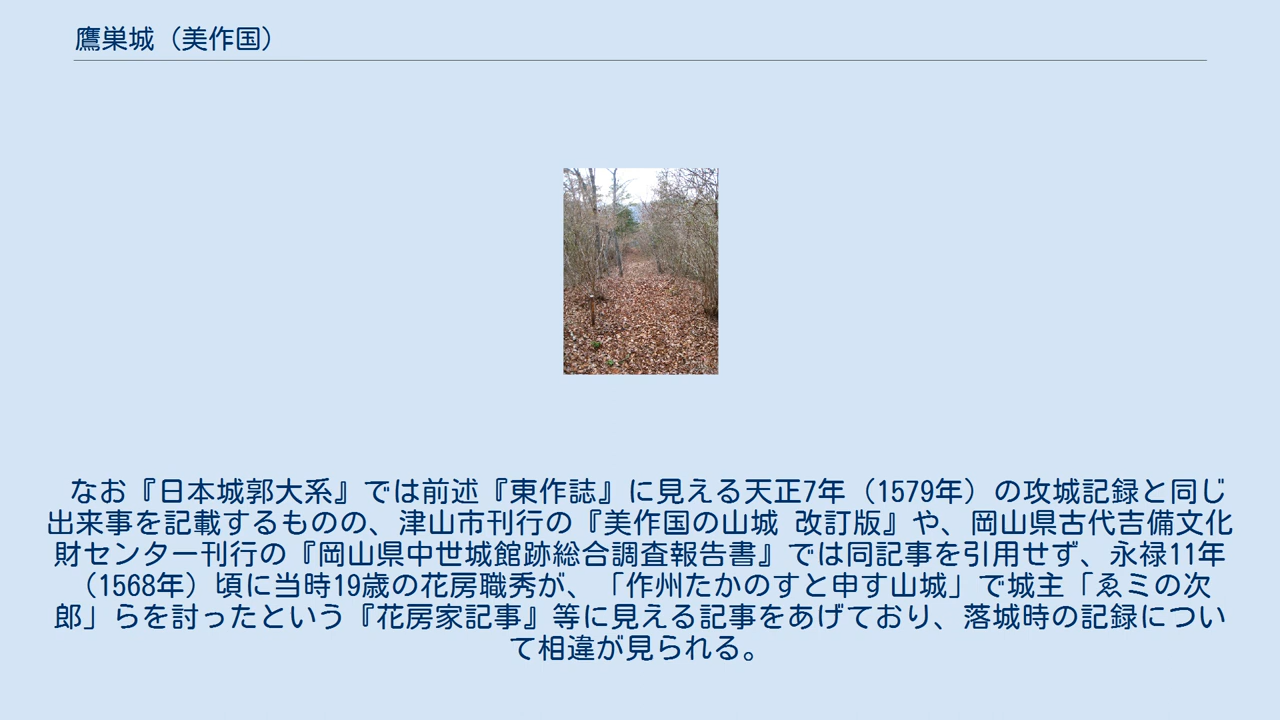 鷹巣城（美作国）
なお『日本城郭大系』では前述『東作誌』に見える天正7年（1579年）の攻城記録と同じ
出来事を記載するものの、津山市刊行の『美作国の山城 改訂版』や、岡山県古代吉備文化
財センター刊行の『岡山県中世城館跡総合調査報告書』では同記事を引用せず、永禄11年
（1568年）頃に当時19歳の花房職秀が、「作州たかのすと申す山城」で城主「ゑミの次
郎」らを討ったという『花房家記事』等に見える記事をあげており、落城時の記録につい
て相違が見られる。